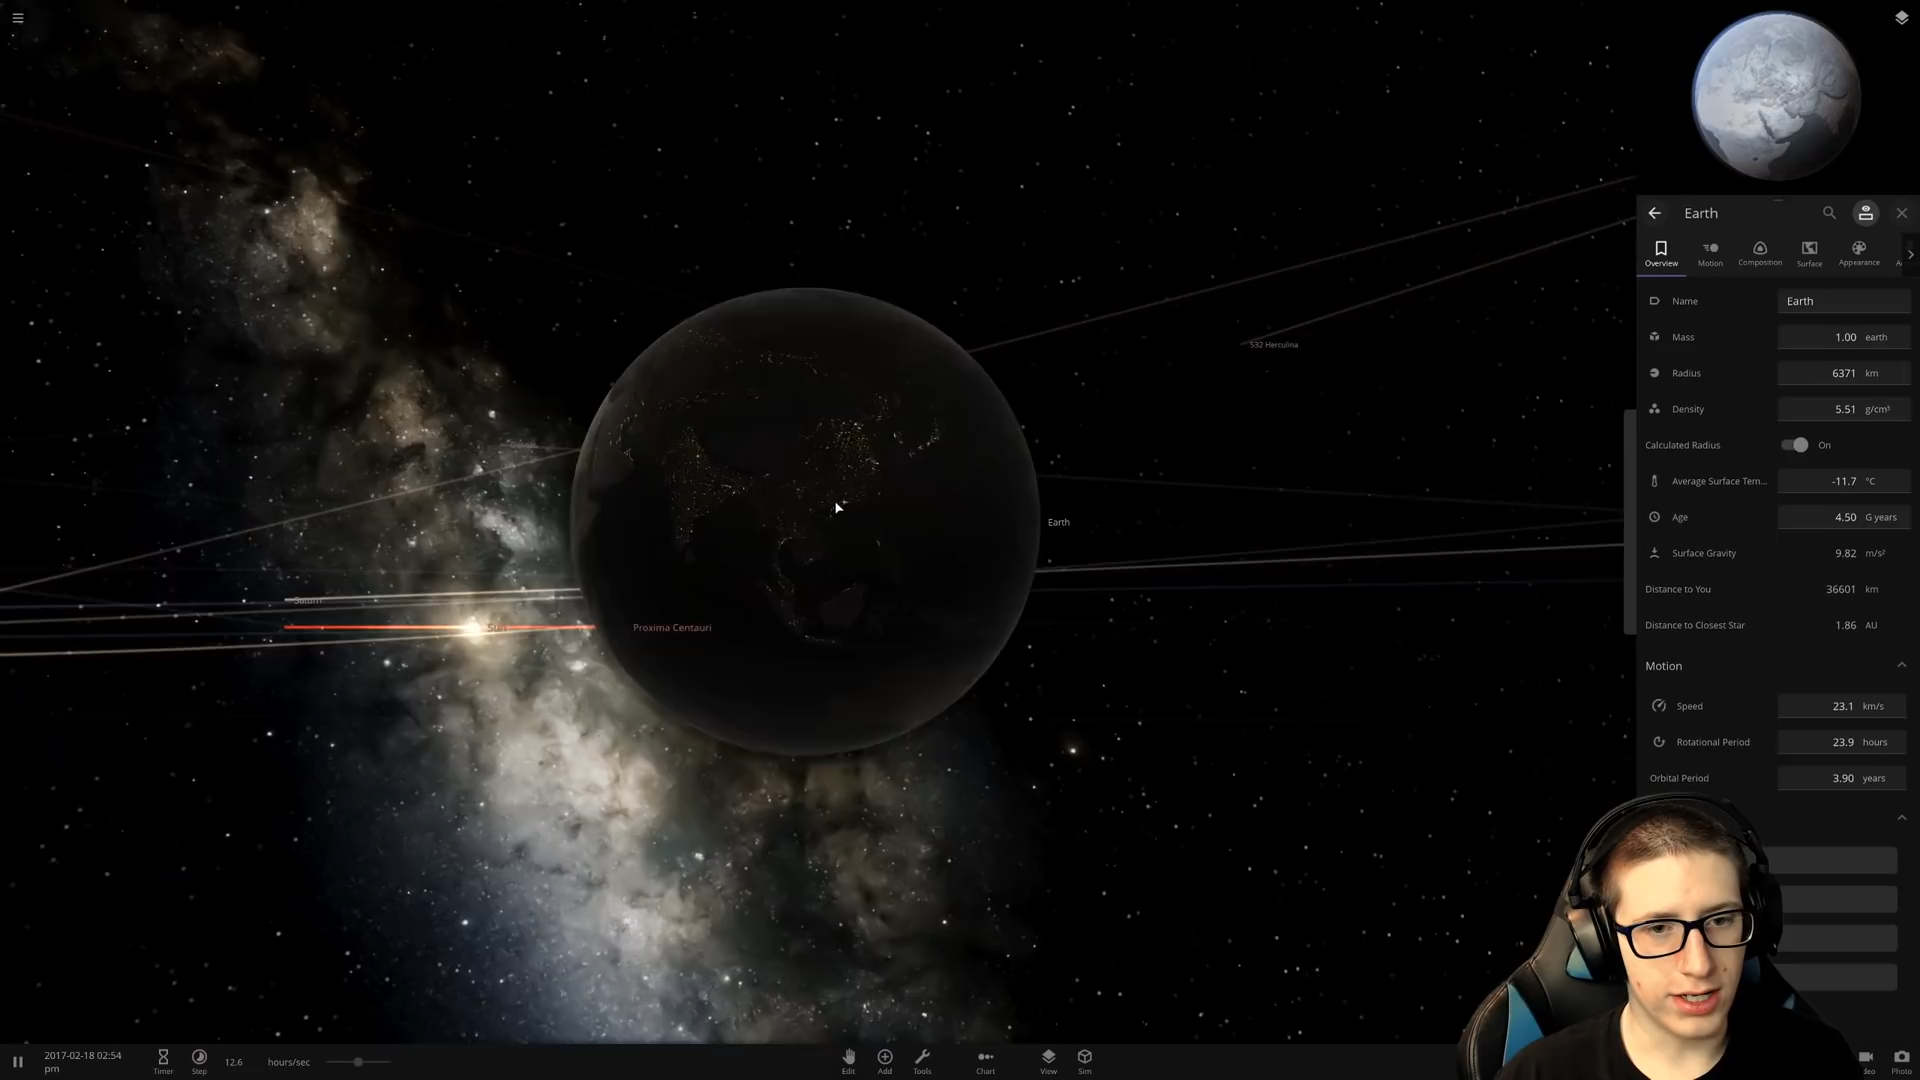 Earth
Overview
Motion
Composition
Surface
Appearance
Name
Earth
Mass
1.00 earth
Radius
6371 km
Density
5.51 g/cm³
Calculated Radius
On
Average Surface Tem...
-11.7 °C
Age
4.50 G years
Surface Gravity
9.82 m/s²
Distance to You
36601 km
Distance to Closest Star
1.86 AU
Motion
Speed
23.1 km/s
Rotational Period
23.9 hours
Orbital Period
3.90 years
532 Herculina
Earth
Saturn
Sun
Proxima Centauri
2017-02-18 02:54
pm
Timer
Step
12.6 hours/sec
Edit
Add
Tools
Chart
View
Sim
Photo